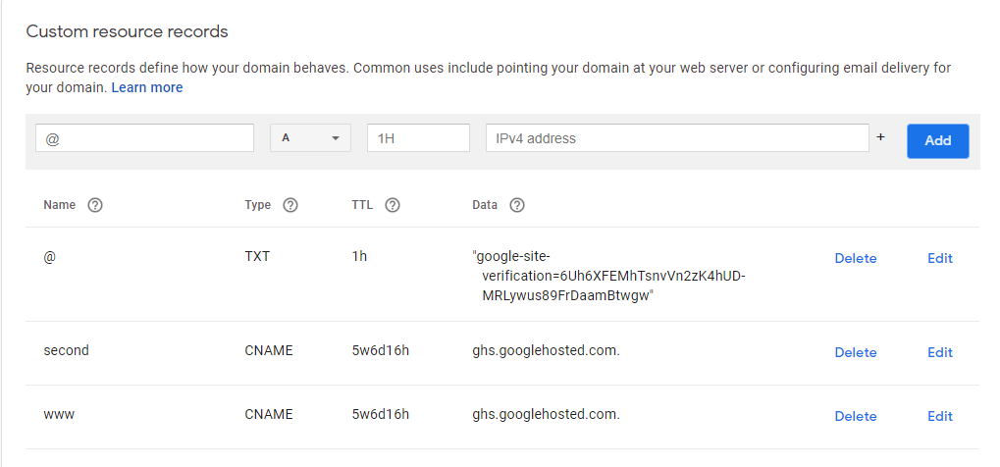 Custom resource records
Resource records define how your domain behaves. Common uses include pointing your domain at your web server or configuring email delivery for
your domain. Learn more
@ A 1H IPv4 address + Add
Name ? Type ? TTL ? Data ?
@ TXT 1h "google-site-
verification=6Uh6XFEMhTsnvVn2zK4hUD-
MRLywus89FrDaamBtwgw" Delete Edit
second CNAME 5w6d16h ghs.googlehosted.com. Delete Edit
www CNAME 5w6d16h ghs.googlehosted.com. Delete Edit